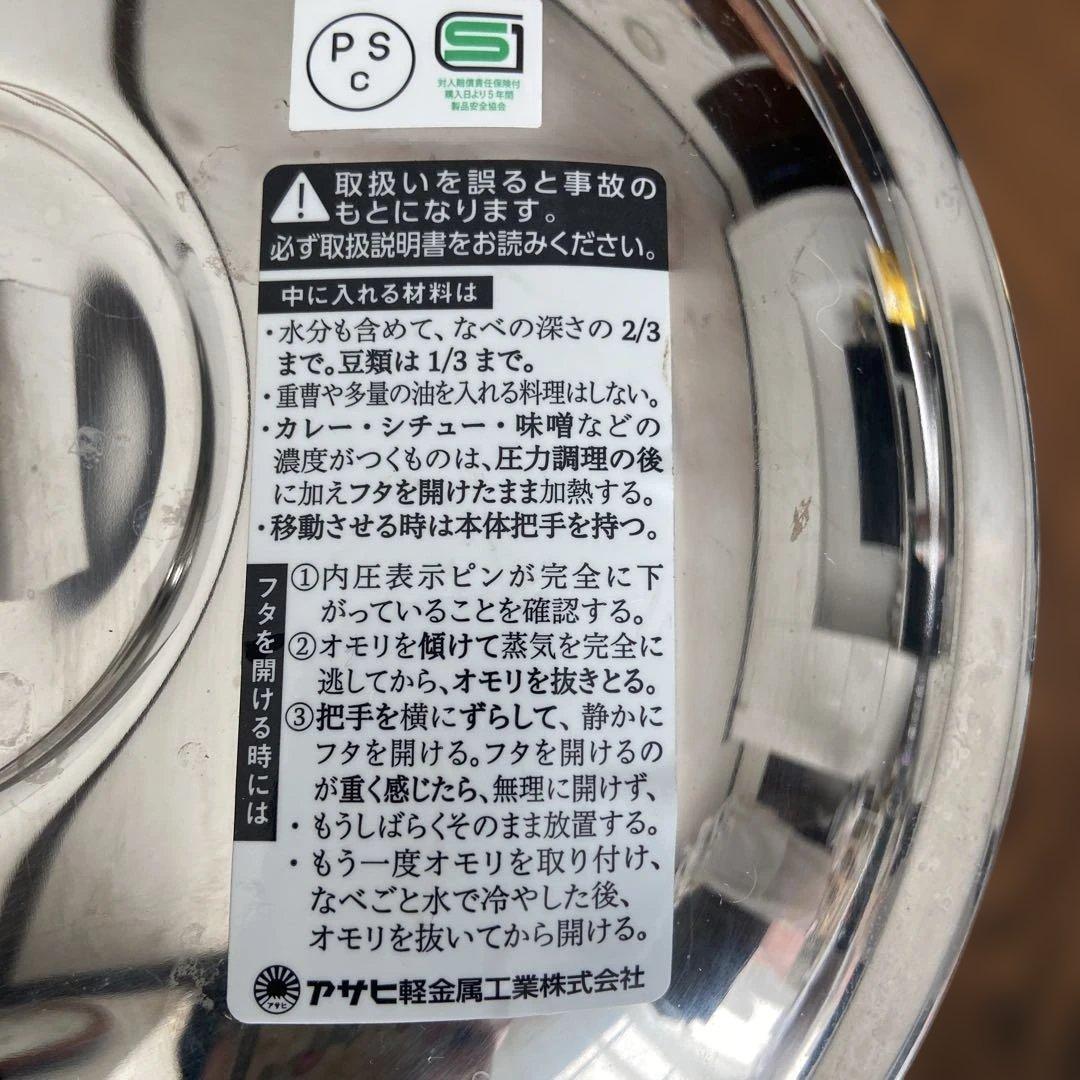 PS
C
S1
対人賠償責任保険付
購入日より5年間
製品安全協会
取扱いを誤ると事故の
もとになります。
必ず取扱説明書をお読みください。
中に入れる材料は
・水分も含めて、なべの深さの 2/3
まで。豆類は 1/3 まで。
・重曹や多量の油を入れる料理はしない。
・カレー・シチュー・味噌などの
濃度がつくものは、圧力調理の後
に加えフタを開けたまま加熱する。
・移動させる時は本体把手を持つ。
フタを開ける時には
①内圧表示ピンが完全に下
がっていることを確認する。
②オモリを傾けて蒸気を完全に
逃してから、オモリを抜きとる。
③把手を横にずらして、静かに
フタを開ける。フタを開けるの
が重く感じたら、無理に開けず、
・もうしばらくそのまま放置する。
・もう一度オモリを取り付け、
なべごと水で冷やした後、
オモリを抜いてから開ける。
アサヒ
アサヒ軽金属工業株式会社